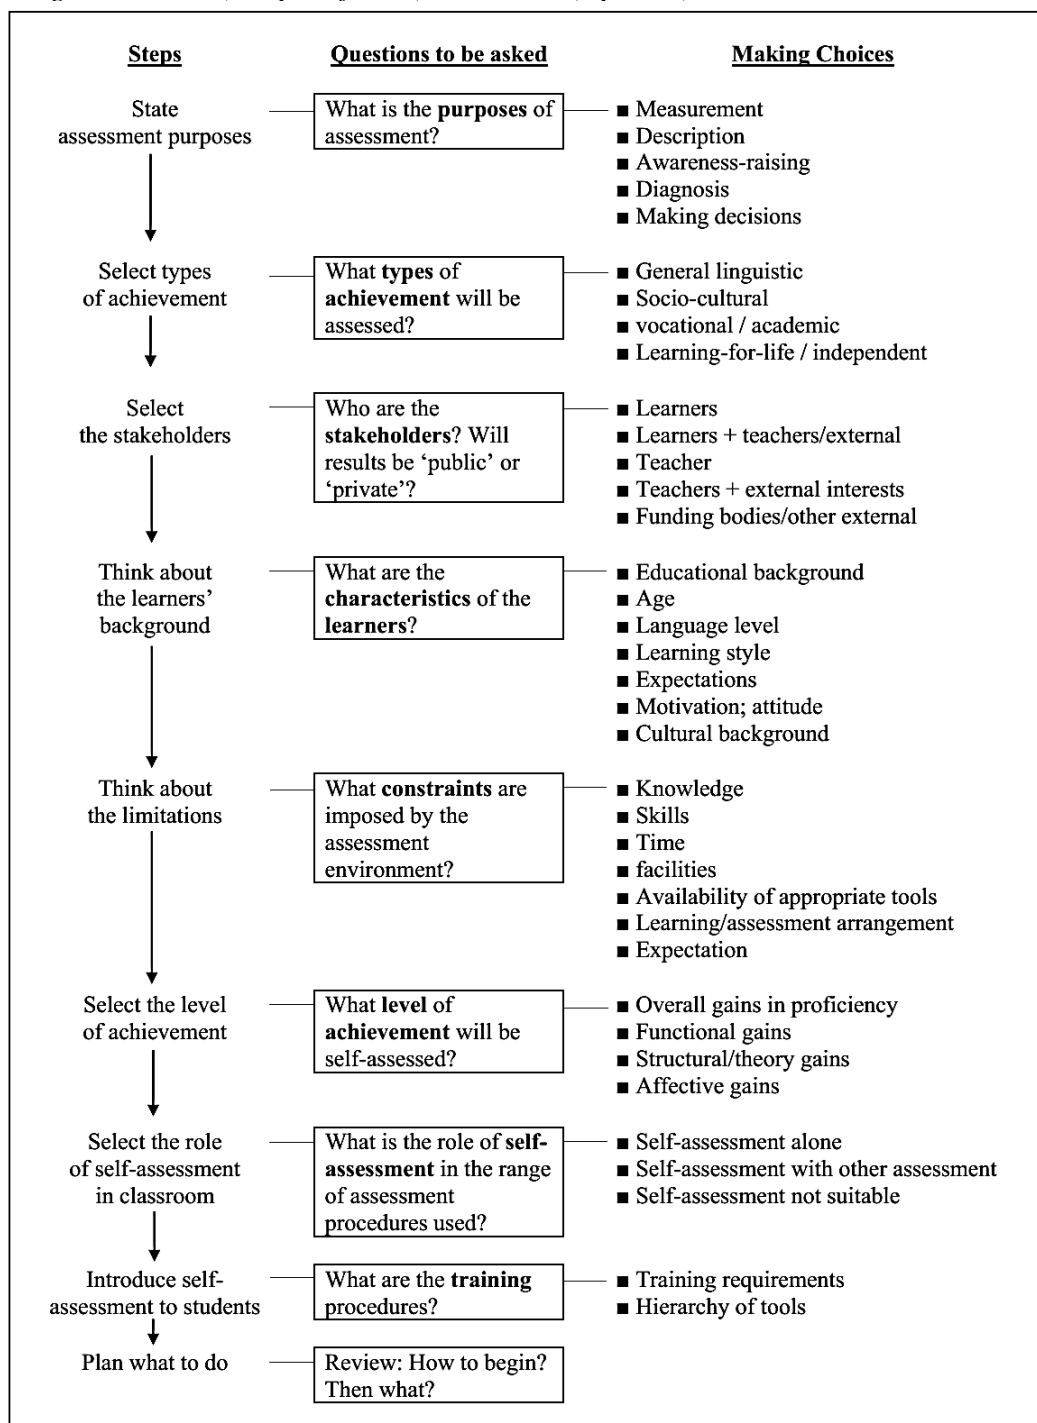 Steps
Questions to be asked
Making Choices
State
assessment purposes
What is the purposes of
assessment?
■ Measurement
■ Description
■ Awareness-raising
■ Diagnosis
■ Making decisions
Select types
of achievement
What types of
achievement will be
assessed?
■ General linguistic
■ Socio-cultural
■ vocational / academic
■ Learning-for-life / independent
Select
the stakeholders
Who are the
stakeholders? Will
results be ‘public’ or
‘private’?
■ Learners
■ Learners + teachers/external
■ Teacher
■ Teachers + external interests
■ Funding bodies/other external
Think about
the learners’
background
What are the
characteristics of the
learners?
■ Educational background
■ Age
■ Language level
■ Learning style
■ Expectations
■ Motivation; attitude
■ Cultural background
Think about
the limitations
What constraints are
imposed by the
assessment
environment?
■ Knowledge
■ Skills
■ Time
■ facilities
■ Availability of appropriate tools
■ Learning/assessment arrangement
■ Expectation
Select the level
of achievement
What level of
achievement will be
self-assessed?
■ Overall gains in proficiency
■ Functional gains
■ Structural/theory gains
■ Affective gains
Select the role
of self-assessment
in classroom
What is the role of self-
assessment in the range
of assessment
procedures used?
■ Self-assessment alone
■ Self-assessment with other assessment
■ Self-assessment not suitable
Introduce self-
assessment to students
What are the training
procedures?
■ Training requirements
■ Hierarchy of tools
Plan what to do
Review: How to begin?
Then what?